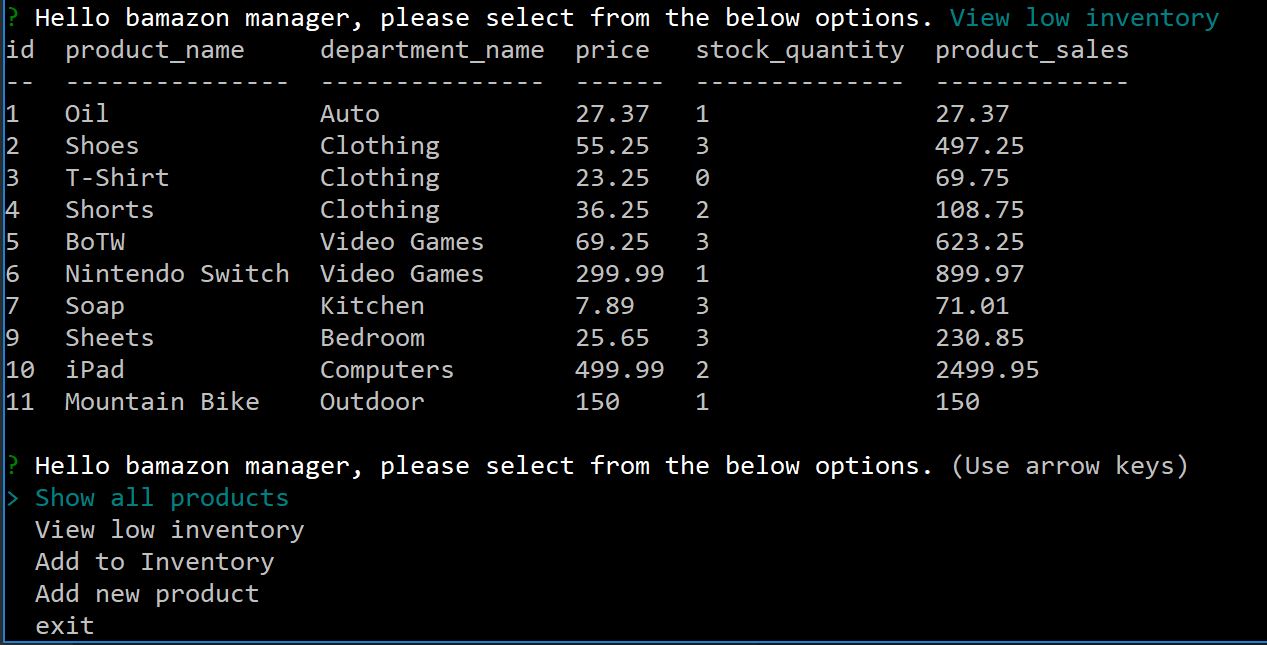 ? Hello bamazon manager, please select from the below options. View low inventory
id  product_name     department_name  price   stock_quantity  product_sales
--  ---------------  ---------------  ------  --------------  -------------
1   Oil              Auto             27.37   1               27.37
2   Shoes            Clothing         55.25   3               497.25
3   T-Shirt          Clothing         23.25   0               69.75
4   Shorts           Clothing         36.25   2               108.75
5   BoTW             Video Games      69.25   3               623.25
6   Nintendo Switch  Video Games      299.99  1               899.97
7   Soap             Kitchen          7.89    3               71.01
9   Sheets           Bedroom          25.65   3               230.85
10  iPad             Computers        499.99  2               2499.95
11  Mountain Bike    Outdoor          150     1               150
? Hello bamazon manager, please select from the below options. (Use arrow keys)
> Show all products
  View low inventory
  Add to Inventory
  Add new product
  exit